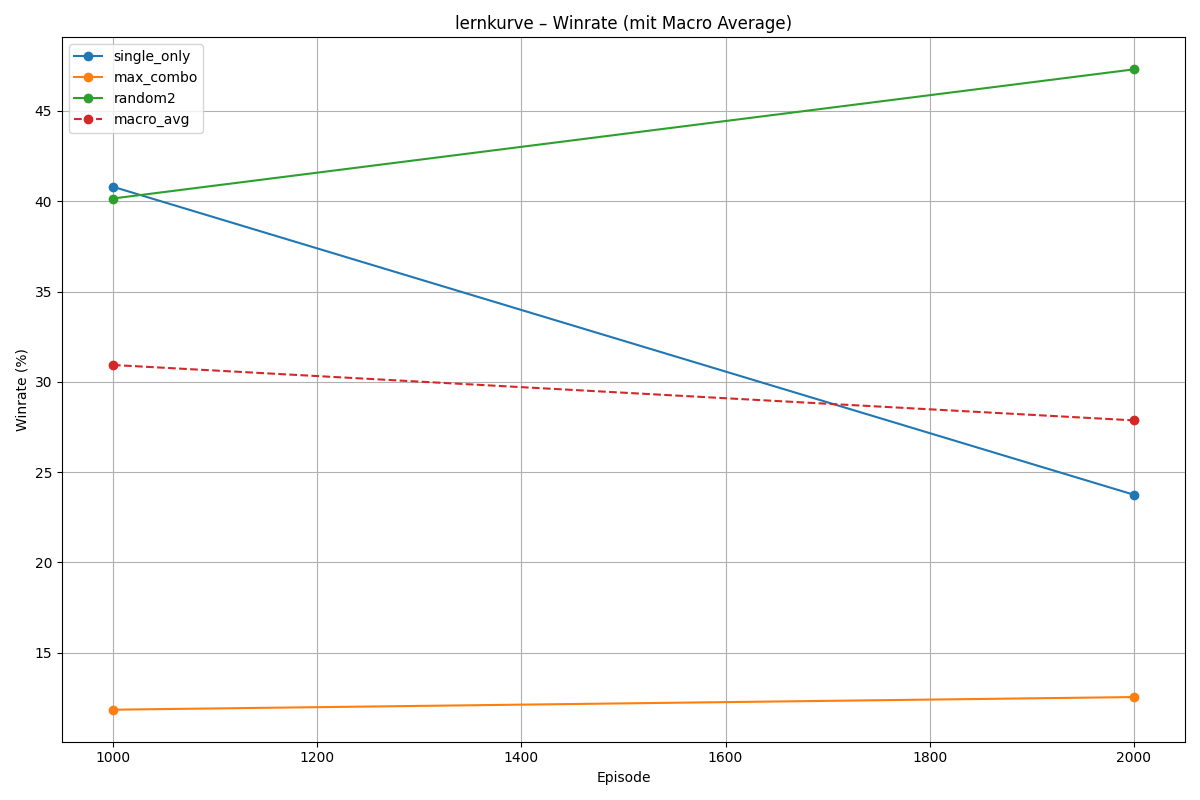 lernkurve – Winrate (mit Macro Average)
single_only
max_combo
random2
macro_avg
Winrate (%)
45
40
35
30
25
20
15
1000 1200 1400 1600 1800 2000
Episode